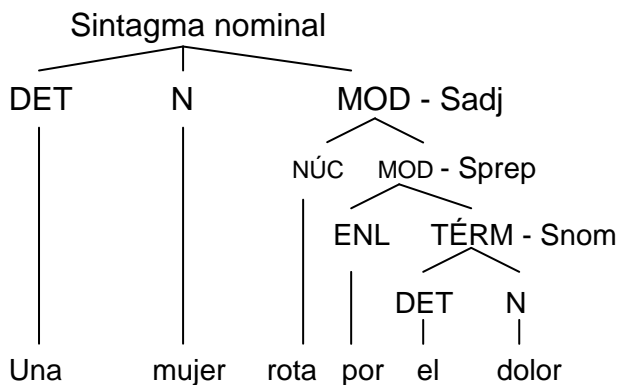 Sintagma nominal
DET N MOD - Sadj
NÚC MOD - Sprep
ENL TÉRM - Snom
DET N
Una mujer rota por el dolor